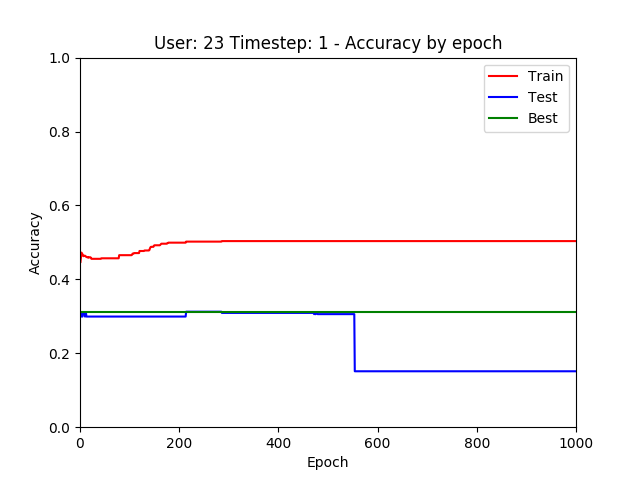 User: 23 Timestep: 1 - Accuracy by epoch
1.0
0.8
0.6
0.4
0.2
0.0
Accuracy
Train
Test
Best
0 200 400 600 800 1000
Epoch